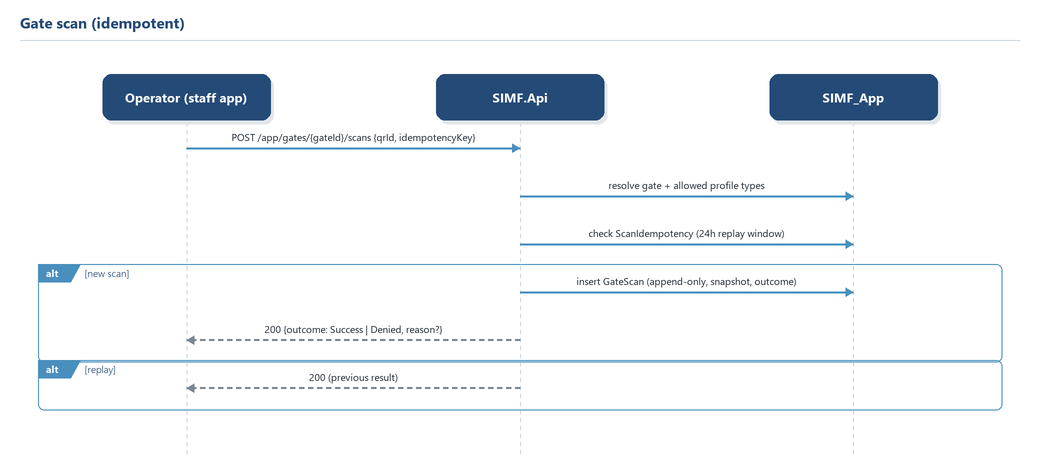 Gate scan (idempotent)
Operator (staff app)
SIMF.Api
SIMF_App
POST /app/gates/{gateId}/scans {qrId, idempotencyKey}
resolve gate + allowed profile types
check ScanIdempotency (24h replay window)
alt [new scan]
insert GateScan (append-only, snapshot, outcome)
200 {outcome: Success | Denied, reason?}
alt [replay]
200 (previous result)